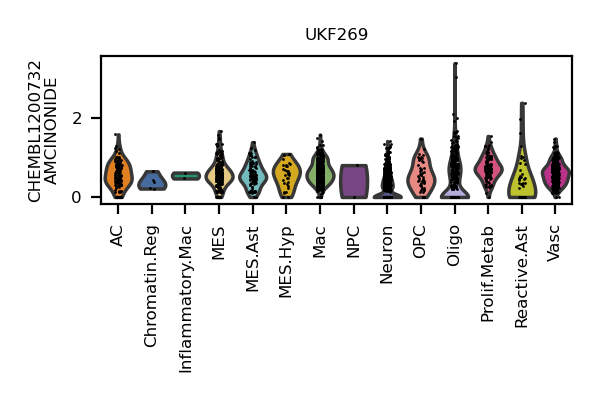 UKF269
CHEMBL1200732
AMCINONIDE
2
0
AC
Chromatin.Reg
Inflammatory.Mac
MES
MES.Ast
MES.Hyp
Mac
NPC
Neuron
OPC
Oligo
Prolif.Metab
Reactive.Ast
Vasc